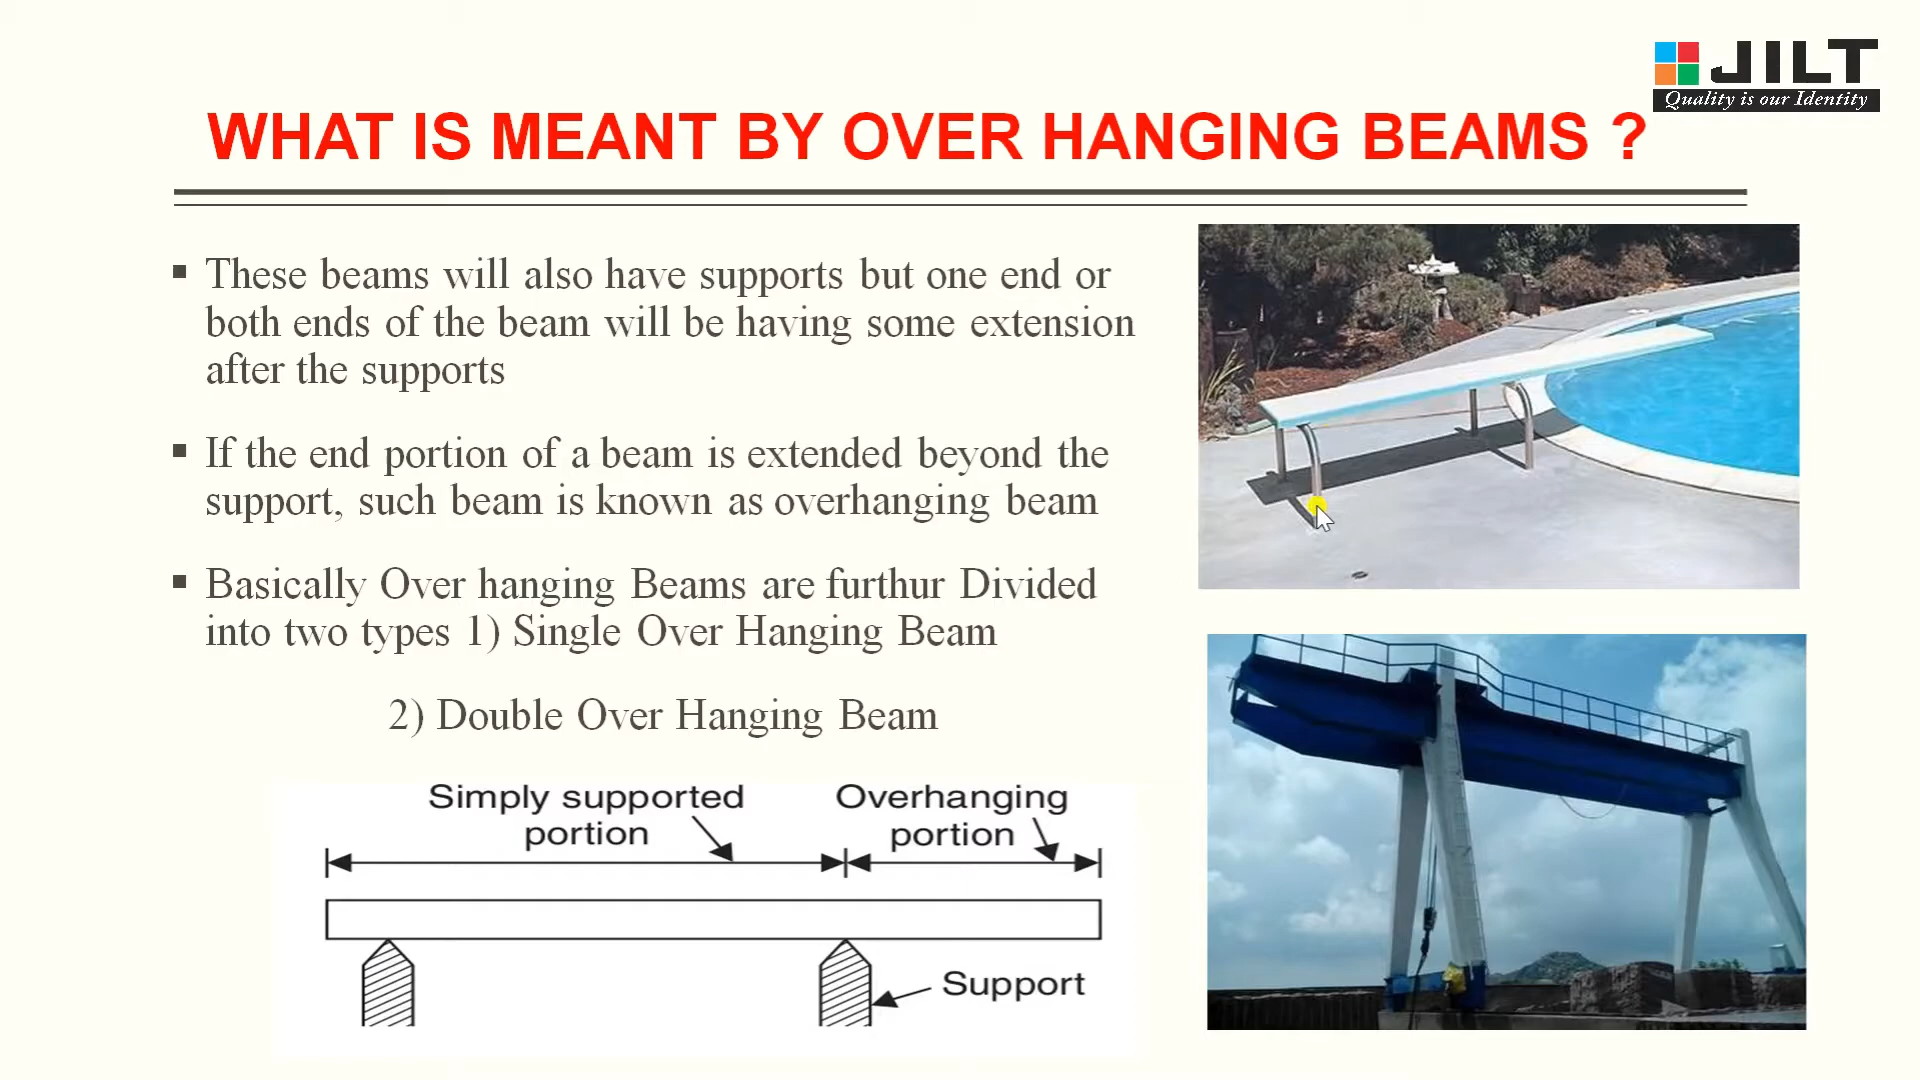 JILT
Quality is our Identity
WHAT IS MEANT BY OVER HANGING BEAMS ?
▪ These beams will also have supports but one end or
both ends of the beam will be having some extension
after the supports
▪ If the end portion of a beam is extended beyond the
support, such beam is known as overhanging beam
▪ Basically Over hanging Beams are furthur Divided
into two types 1) Single Over Hanging Beam
2) Double Over Hanging Beam
Simply supported
portion
Overhanging
portion
Support